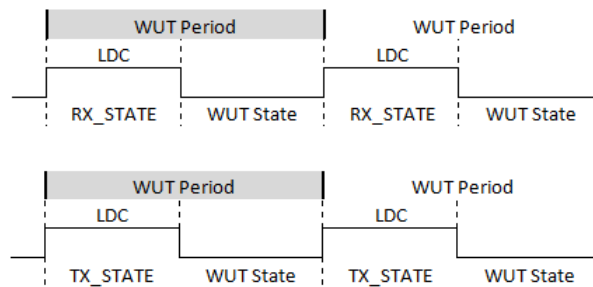 WUT Period WUT Period
LDC LDC
RX_STATE WUT State RX_STATE WUT State
WUT Period WUT Period
LDC LDC
TX_STATE WUT State TX_STATE WUT State